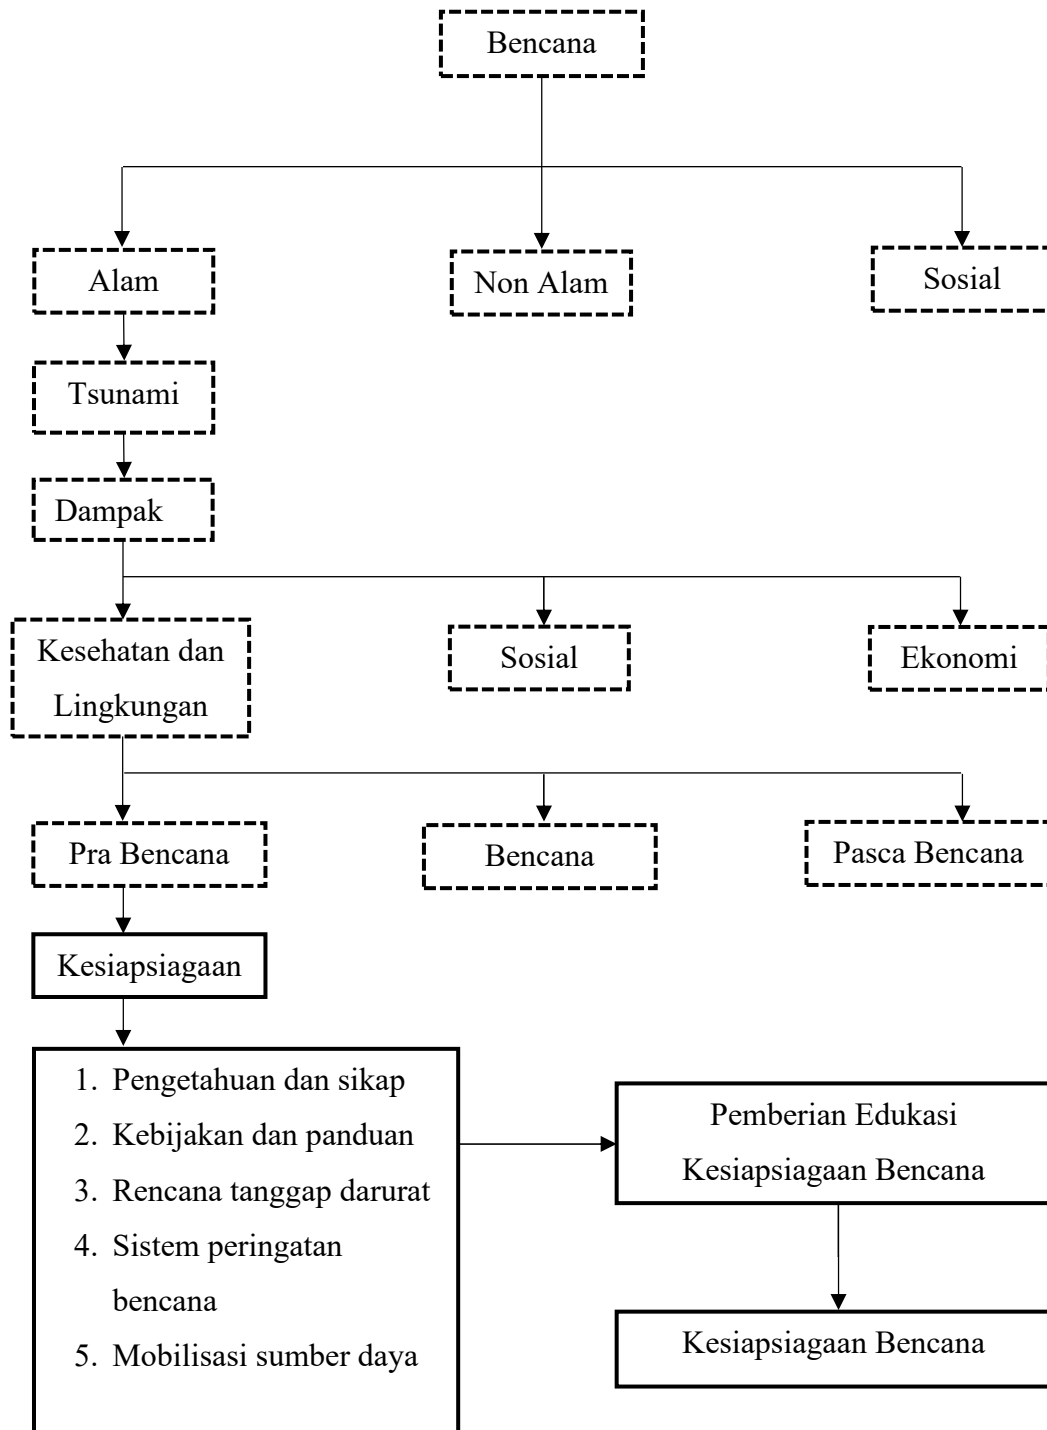 Bencana
Alam
Non Alam
Sosial
Tsunami
Dampak
Kesehatan dan
Lingkungan
Sosial
Ekonomi
Pra Bencana
Bencana
Pasca Bencana
Kesiapsiagaan
1. Pengetahuan dan sikap
2. Kebijakan dan panduan
3. Rencana tanggap darurat
4. Sistem peringatan
bencana
5. Mobilisasi sumber daya
Pemberian Edukasi
Kesiapsiagaan Bencana
Kesiapsiagaan Bencana